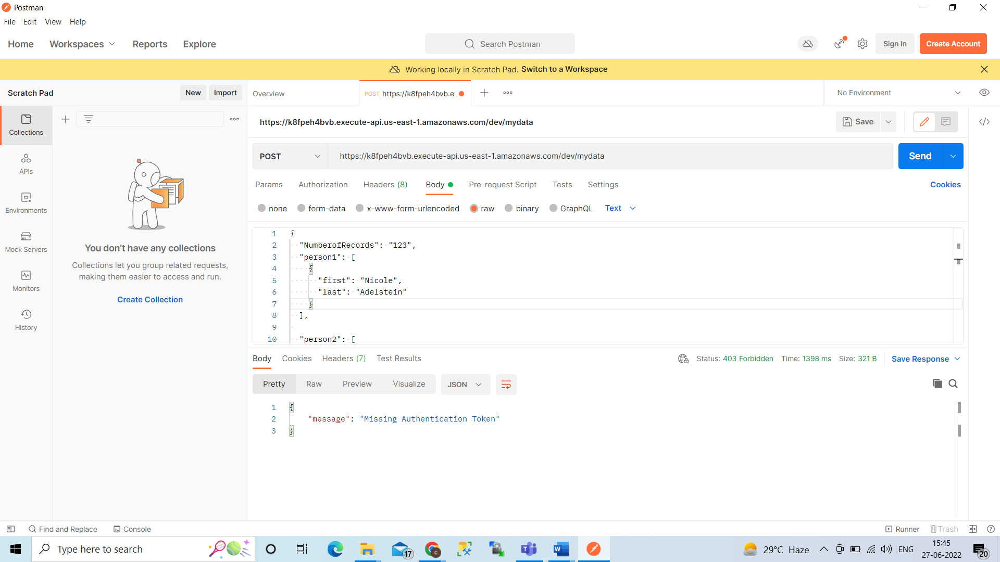 Postman
File Edit View Help
Home Workspaces Reports Explore
Search Postman
Sign In
Create Account
Working locally in Scratch Pad. Switch to a Workspace
Scratch Pad
New
Import
Overview
POST https://k8fpeh4bvb.e:
No Environment
Collections
APIs
Environments
Mock Servers
Monitors
History
You don’t have any collections
Collections let you group related requests,
making them easier to access and run.
Create Collection
https://k8fpeh4bvb.execute-api.us-east-1.amazonaws.com/dev/mydata
Save
POST
https://k8fpeh4bvb.execute-api.us-east-1.amazonaws.com/dev/mydata
Send
Params Authorization Headers (8) Body Pre-request Script Tests Settings
Cookies
none form-data x-www-form-urlencoded raw binary GraphQL Text
1 {
2 "NumberofRecords": "123",
3 "person1": [
4 {
5 "first": "Nicole",
6 "last": "Adelstein"
7 }
8 ],
9
10 "person2": [
Body Cookies Headers (7) Test Results
Status: 403 Forbidden Time: 1398 ms Size: 321 B
Save Response
Pretty Raw Preview Visualize
JSON
1 {
2 "message": "Missing Authentication Token"
3 }
Find and Replace
Console
Runner
Trash
Type here to search
17
C
29°C Haze
ENG
15:45
27-06-2022
20